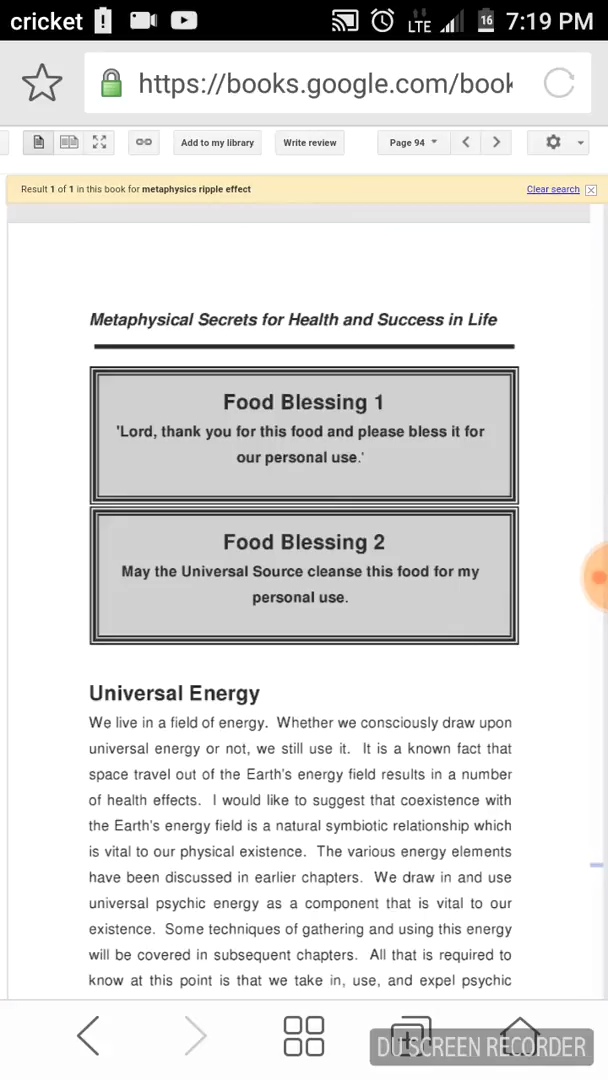 cricket 16 LTE 7:19 PM
https://books.google.com/book
Add to my library Write review Page 94
Result 1 of 1 in this book for metaphysics ripple effect Clear search
Metaphysical Secrets for Health and Success in Life
Food Blessing 1
'Lord, thank you for this food and please bless it for
our personal use.'
Food Blessing 2
May the Universal Source cleanse this food for my
personal use.
Universal Energy
We live in a field of energy. Whether we consciously draw upon
universal energy or not, we still use it. It is a known fact that
space travel out of the Earth's energy field results in a number
of health effects. I would like to suggest that coexistence with
the Earth's energy field is a natural symbiotic relationship which
is vital to our physical existence. The various energy elements
have been discussed in earlier chapters. We draw in and use
universal psychic energy as a component that is vital to our
existence. Some techniques of gathering and using this energy
will be covered in subsequent chapters. All that is required to
know at this point is that we take in, use, and expel psychic
DU SCREEN RECORDER